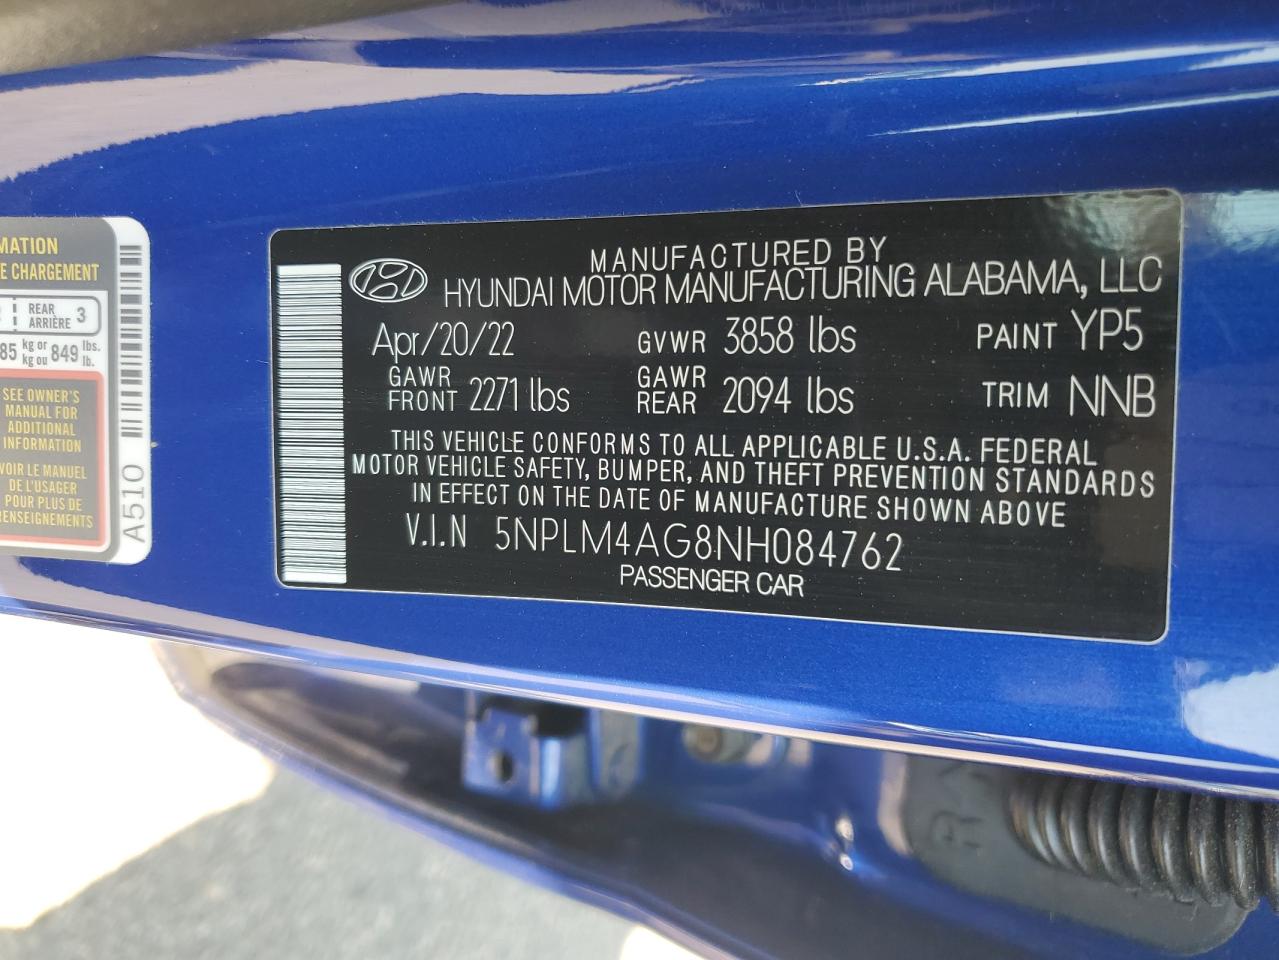 MATION
E CHARGEMENT
REAR 3
ARRIÈRE
85 kg or 849 lbs.
kg ou lb.
SEE OWNER'S
MANUAL FOR
ADDITIONAL
INFORMATION
VOIR LE MANUEL
DE L'USAGER
POUR PLUS DE
RENSEIGNEMENTS
A510
MANUFACTURED BY
HYUNDAI MOTOR MANUFACTURING ALABAMA, LLC
Apr/20/22 GVWR 3858 lbs PAINT YP5
GAWR FRONT 2271 lbs GAWR REAR 2094 lbs TRIM NNB
THIS VEHICLE CONFORMS TO ALL APPLICABLE U.S.A. FEDERAL
MOTOR VEHICLE SAFETY, BUMPER, AND THEFT PREVENTION STANDARDS
IN EFFECT ON THE DATE OF MANUFACTURE SHOWN ABOVE
V.I.N 5NPLM4AG8NH084762
PASSENGER CAR